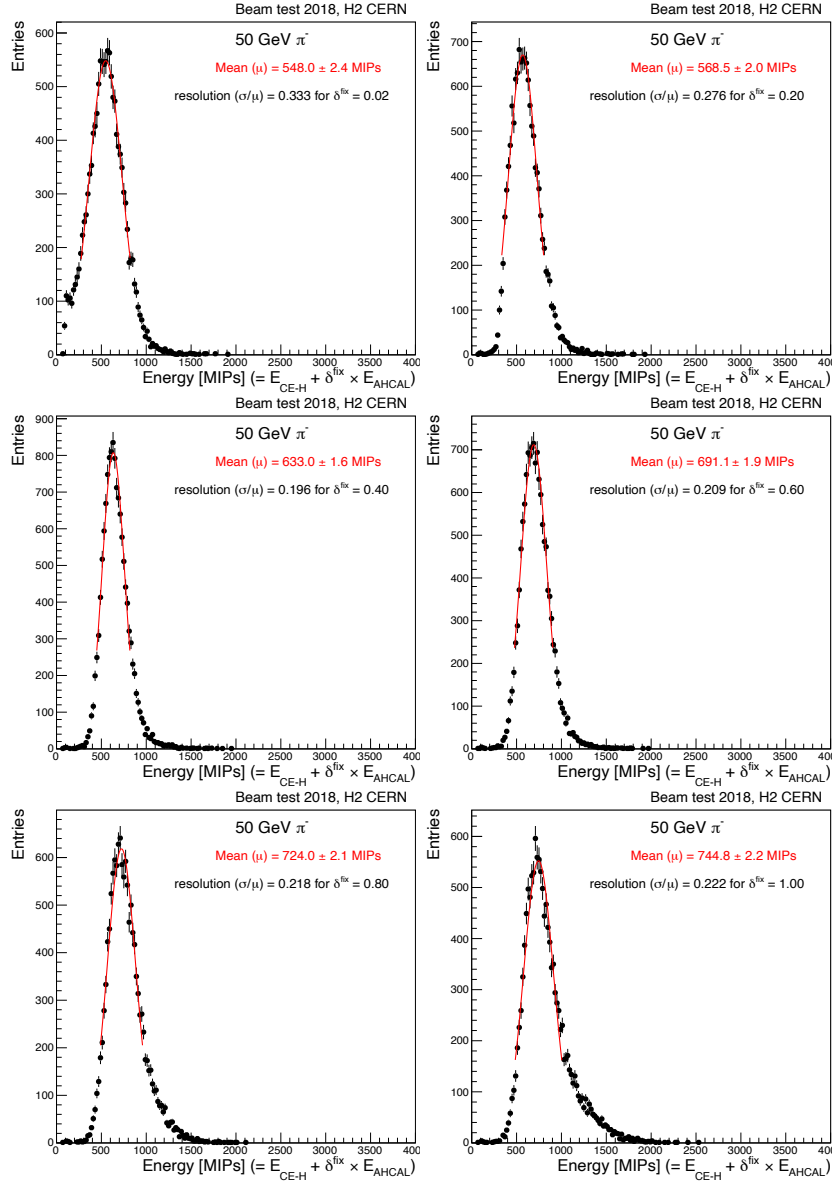 Beam test 2018, H2 CERN
Entries
50 GeV π⁻
Mean (μ) = 548.0 ± 2.4 MIPs
resolution (σ/μ) = 0.333 for δ^fix = 0.02
600
500
400
300
200
100
0
0 500 1000 1500 2000 2500 3000 3500 400
Energy [MIPs] (= E_CE-H + δ^fix × E_AHCAL)
Beam test 2018, H2 CERN
Entries
50 GeV π⁻
Mean (μ) = 568.5 ± 2.0 MIPs
resolution (σ/μ) = 0.276 for δ^fix = 0.20
700
600
500
400
300
200
100
0
0 500 1000 1500 2000 2500 3000 3500 400
Energy [MIPs] (= E_CE-H + δ^fix × E_AHCAL)
Beam test 2018, H2 CERN
Entries
50 GeV π⁻
Mean (μ) = 633.0 ± 1.6 MIPs
resolution (σ/μ) = 0.196 for δ^fix = 0.40
900
800
700
600
500
400
300
200
100
0
0 500 1000 1500 2000 2500 3000 3500 400
Energy [MIPs] (= E_CE-H + δ^fix × E_AHCAL)
Beam test 2018, H2 CERN
Entries
50 GeV π⁻
Mean (μ) = 691.1 ± 1.9 MIPs
resolution (σ/μ) = 0.209 for δ^fix = 0.60
700
600
500
400
300
200
100
0
0 500 1000 1500 2000 2500 3000 3500 400
Energy [MIPs] (= E_CE-H + δ^fix × E_AHCAL)
Beam test 2018, H2 CERN
Entries
50 GeV π⁻
Mean (μ) = 724.0 ± 2.1 MIPs
resolution (σ/μ) = 0.218 for δ^fix = 0.80
600
500
400
300
200
100
0
0 500 1000 1500 2000 2500 3000 3500 400
Energy [MIPs] (= E_CE-H + δ^fix × E_AHCAL)
Beam test 2018, H2 CERN
Entries
50 GeV π⁻
Mean (μ) = 744.8 ± 2.2 MIPs
resolution (σ/μ) = 0.222 for δ^fix = 1.00
600
500
400
300
200
100
0
0 500 1000 1500 2000 2500 3000 3500 400
Energy [MIPs] (= E_CE-H + δ^fix × E_AHCAL)